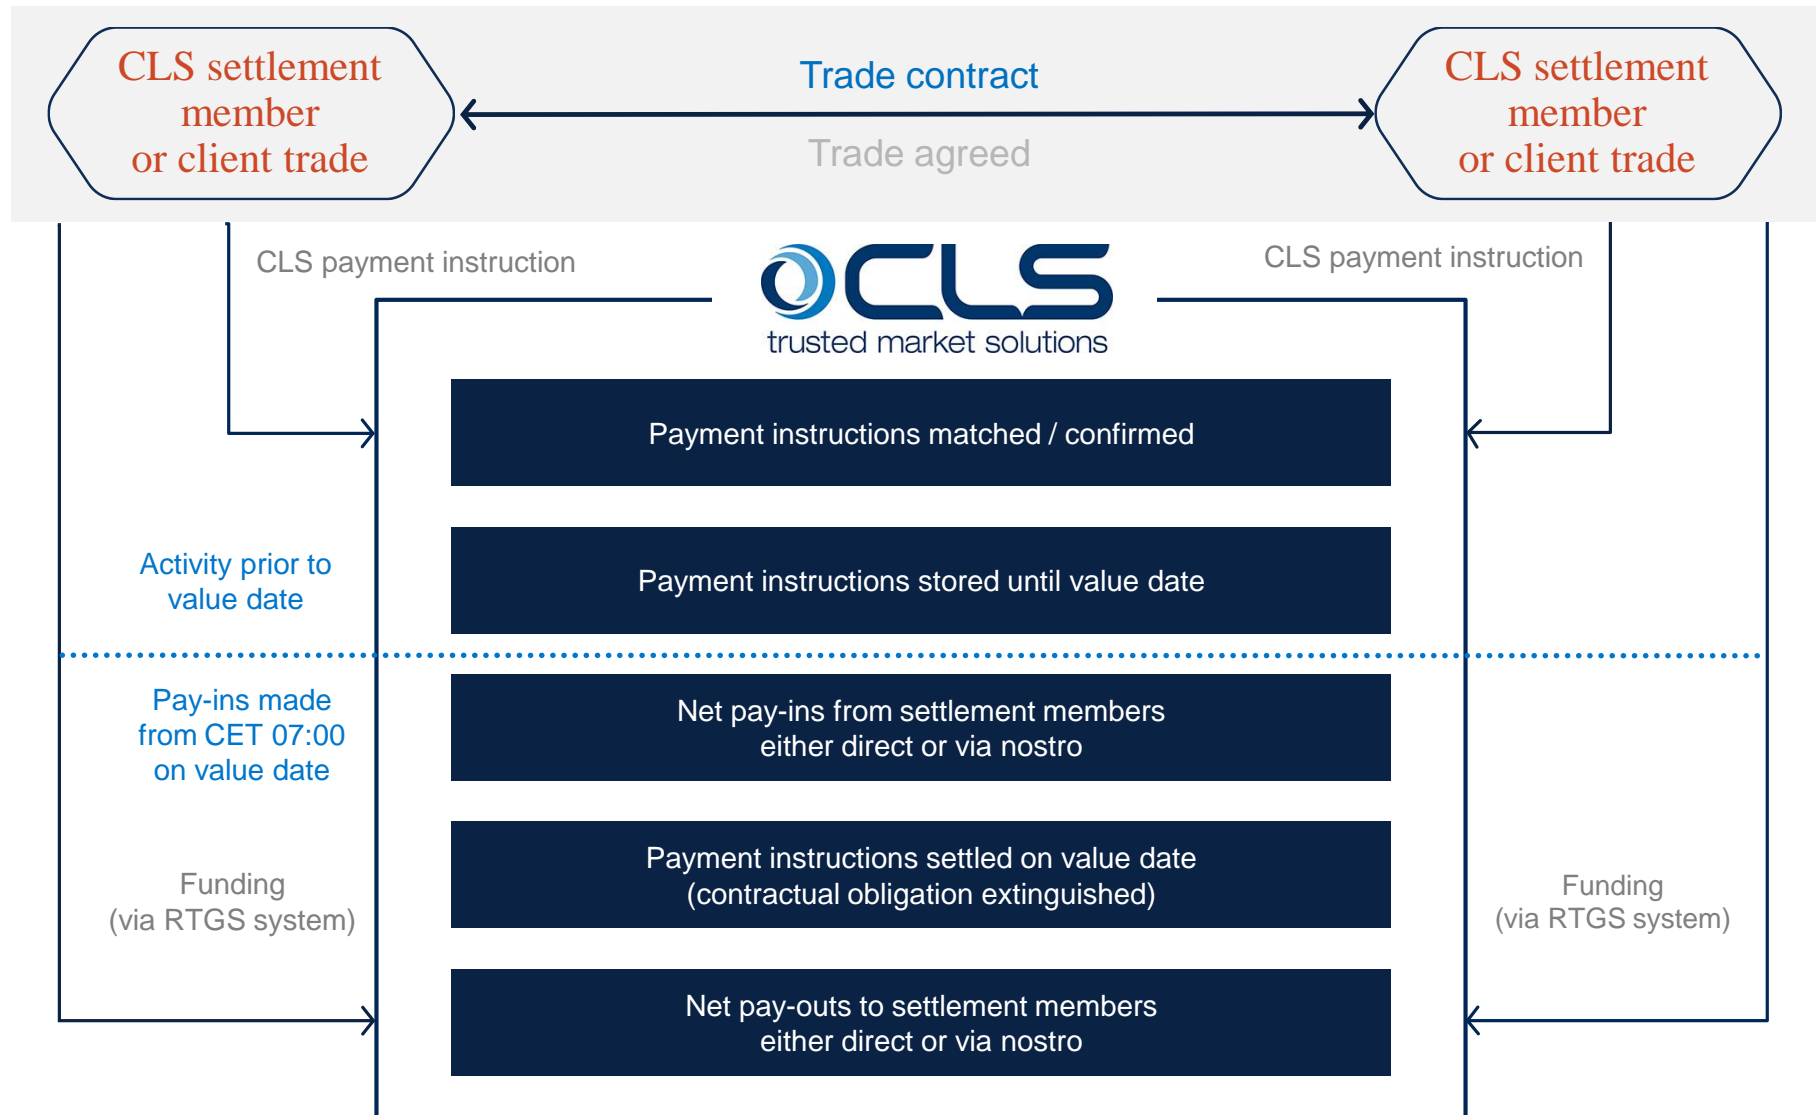 CLS settlement
member
or client trade
Trade contract
Trade agreed
CLS settlement
member
or client trade
CLS payment instruction
CLS payment instruction
CLS
trusted market solutions
Payment instructions matched / confirmed
Activity prior to
value date
Payment instructions stored until value date
Pay-ins made
from CET 07:00
on value date
Net pay-ins from settlement members
either direct or via nostro
Funding
(via RTGS system)
Payment instructions settled on value date
(contractual obligation extinguished)
Funding
(via RTGS system)
Net pay-outs to settlement members
either direct or via nostro